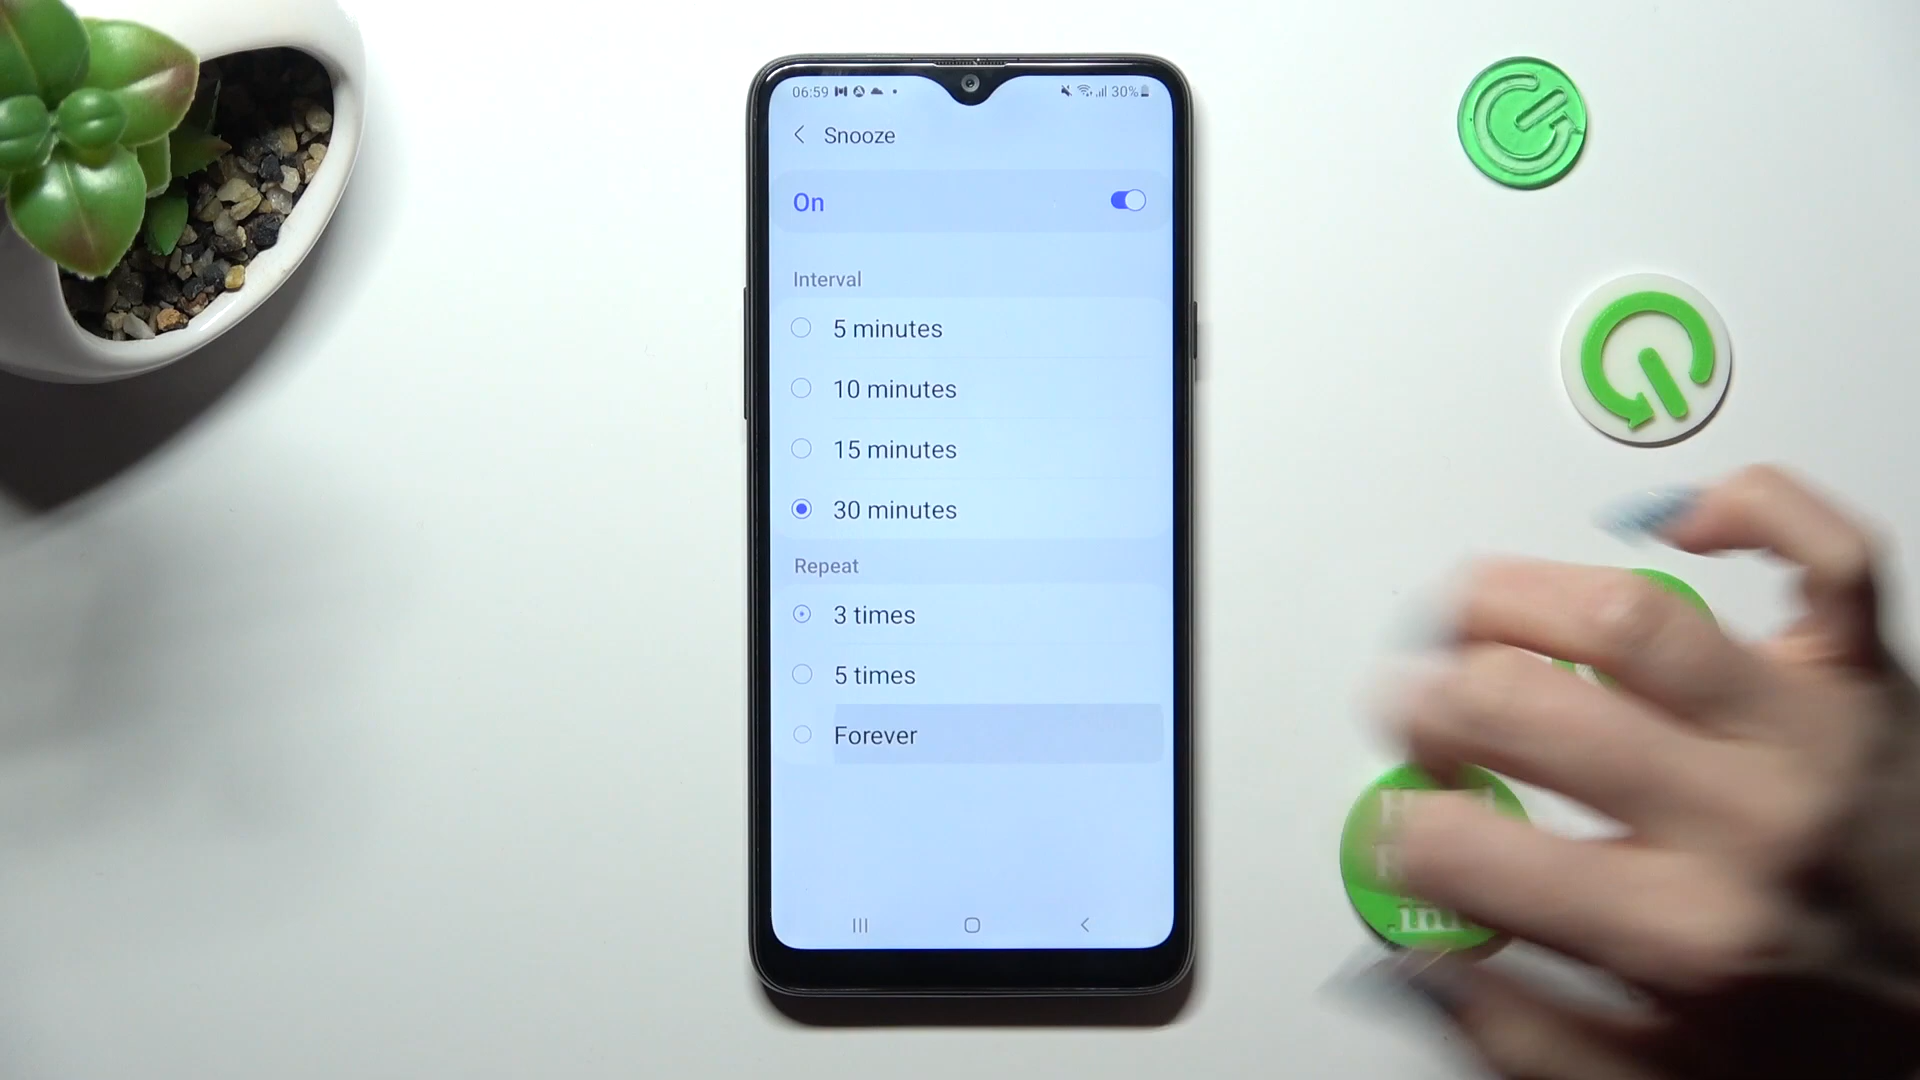 06:59 30%
Snooze
On
Interval
5 minutes
10 minutes
15 minutes
30 minutes
Repeat
3 times
5 times
Forever